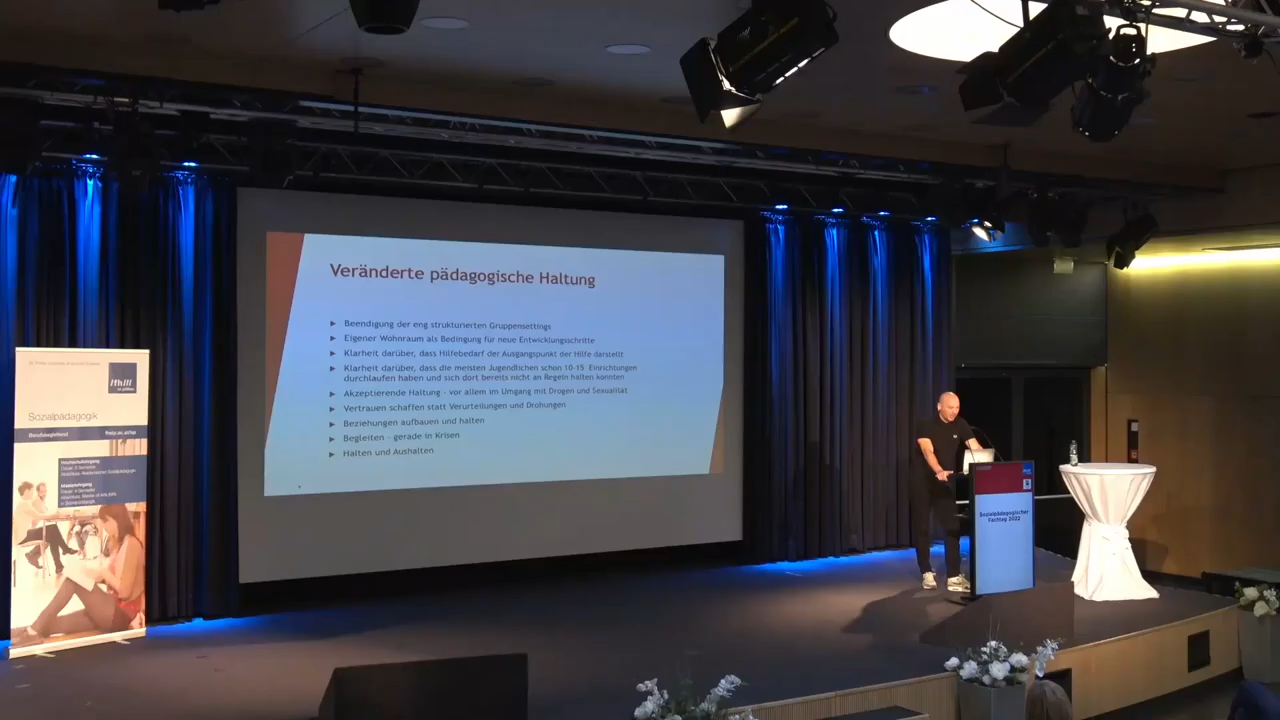 Veränderte pädagogische Haltung
Beendigung der eng strukturierten Gruppensettings
Eigener Wohnraum als Bedingung für neue Entwicklungsschritte
Klarheit darüber, dass Hilfebedarf der Ausgangspunkt der Hilfe darstellt
Klarheit darüber, dass die meisten Jugendlichen schon 10-15 Einrichtungen
durchlaufen haben und sich dort bereits nicht an Regeln halten konnten
Akzeptierende Haltung - vor allem im Umgang mit Drogen und Sexualität
Vertrauen schaffen statt Verurteilungen und Drohungen
Beziehungen aufbauen und halten
Begleiten - gerade in Krisen
Halten und Aushalten
Sozialpädagogik
Berufsbegleitend
Hochschullehrgang
Masterlehrgang
Sozialpädagogischer
Fachtag 2022